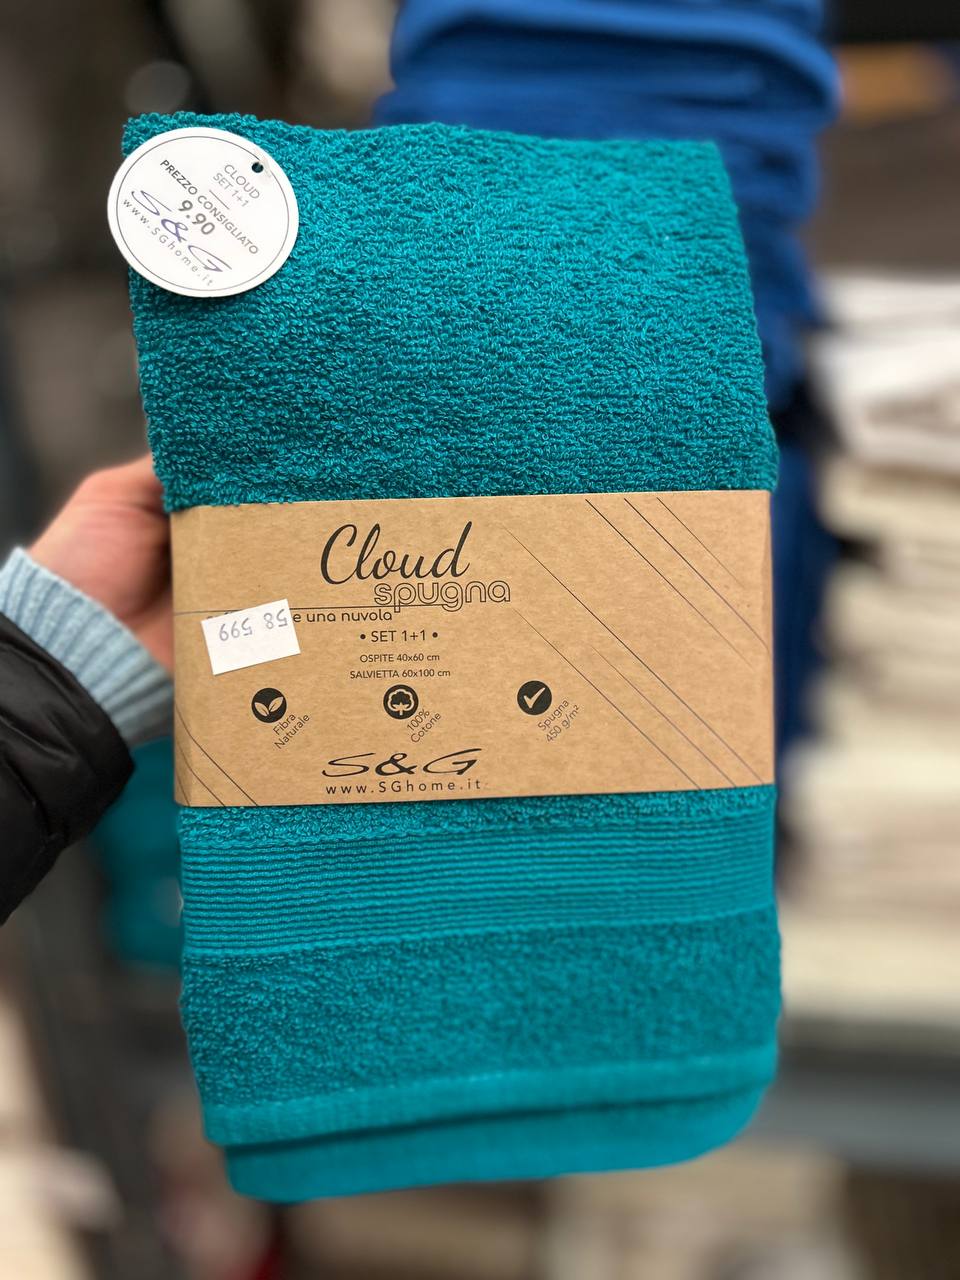 CLOUD
SET 1+1
PREZZO CONSIGLIATO
9.90
S&G
www.SGhome.it
Cloud
spugna
e una nuvola
58 599
• SET 1+1 •
OSPITE 40x60 cm
SALVIETTA 60x100 cm
Fibra
Naturale
100%
Cotone
Spugna
450 g/m²
S&G
www.SGhome.it